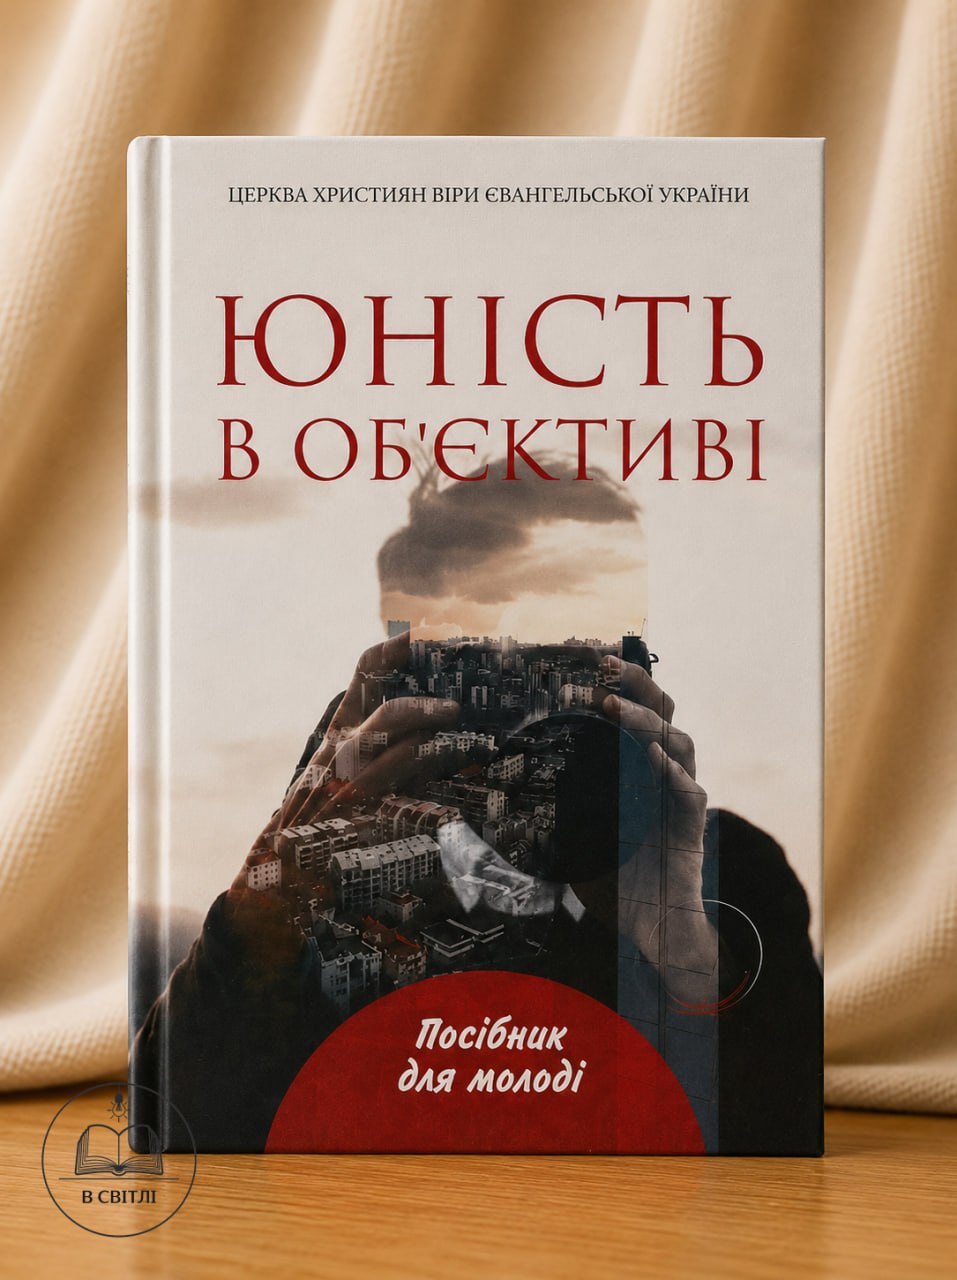 ЦЕРКВА ХРИСТИЯН ВІРИ ЄВАНГЕЛЬСЬКОЇ УКРАЇНИ
ЮНІСТЬ
В ОБ'ЄКТИВІ
Посібник
для молоді
В СВІТЛІ